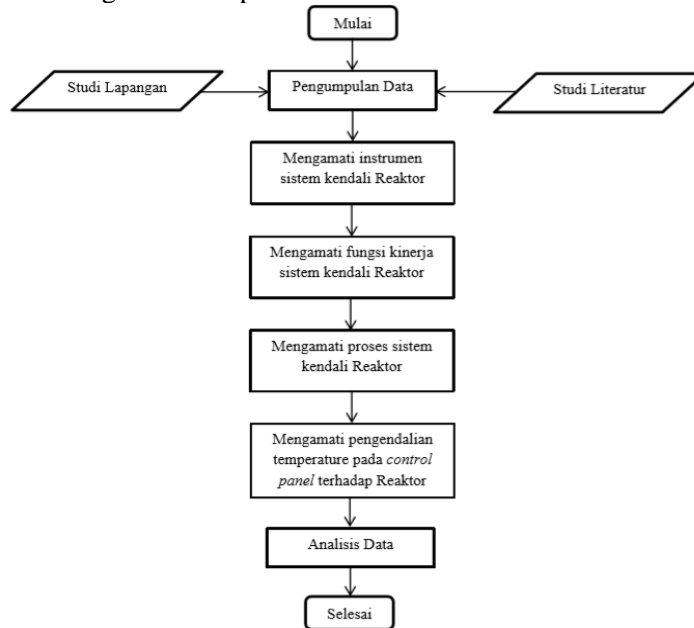 Mulai
Studi Lapangan
Pengumpulan Data
Studi Literatur
Mengamati instrumen
sistem kendali Reaktor
Mengamati fungsi kinerja
sistem kendali Reaktor
Mengamati proses sistem
kendali Reaktor
Mengamati pengendalian
temperature pada control
panel terhadap Reaktor
Analisis Data
Selesai